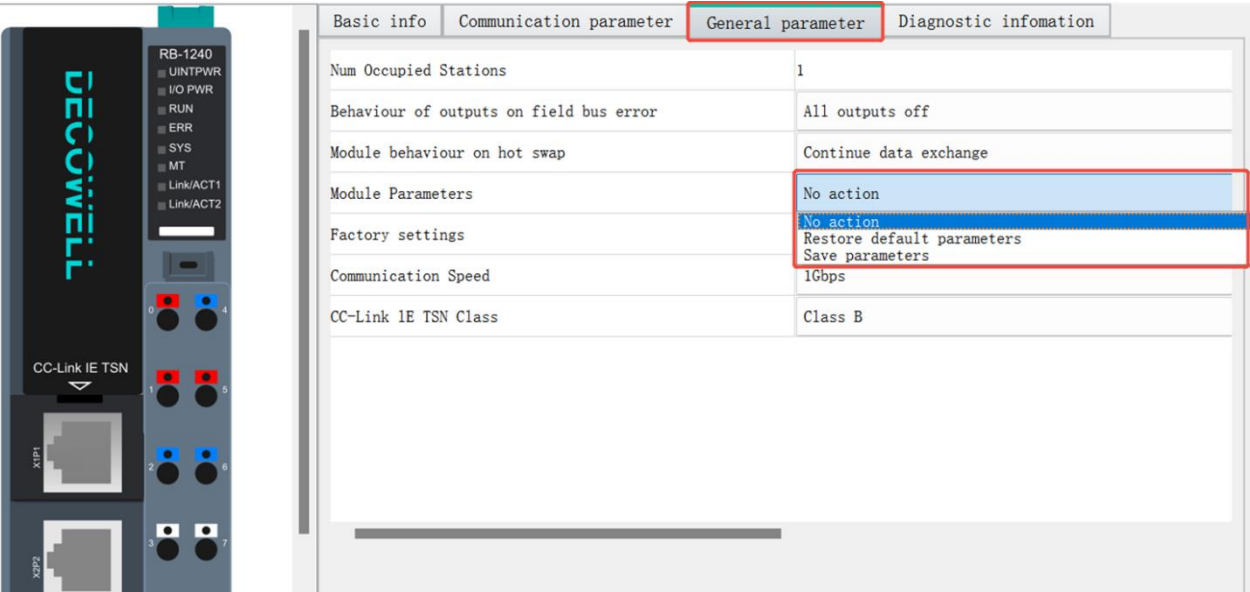 Basic info
Communication parameter
General parameter
Diagnostic infomation
RB-1240
UINTPWR
I/O PWR
RUN
ERR
SYS
MT
Link/ACT1
Link/ACT2
DECOWELL
CC-Link IE TSN
X1P1
X2P2
0 4
1 5
2 6
3 7
Num Occupied Stations 1
Behaviour of outputs on field bus error All outputs off
Module behaviour on hot swap Continue data exchange
Module Parameters No action
No action
Restore default parameters
Save parameters
Factory settings
Communication Speed 1Gbps
CC-Link lE TSN Class Class B